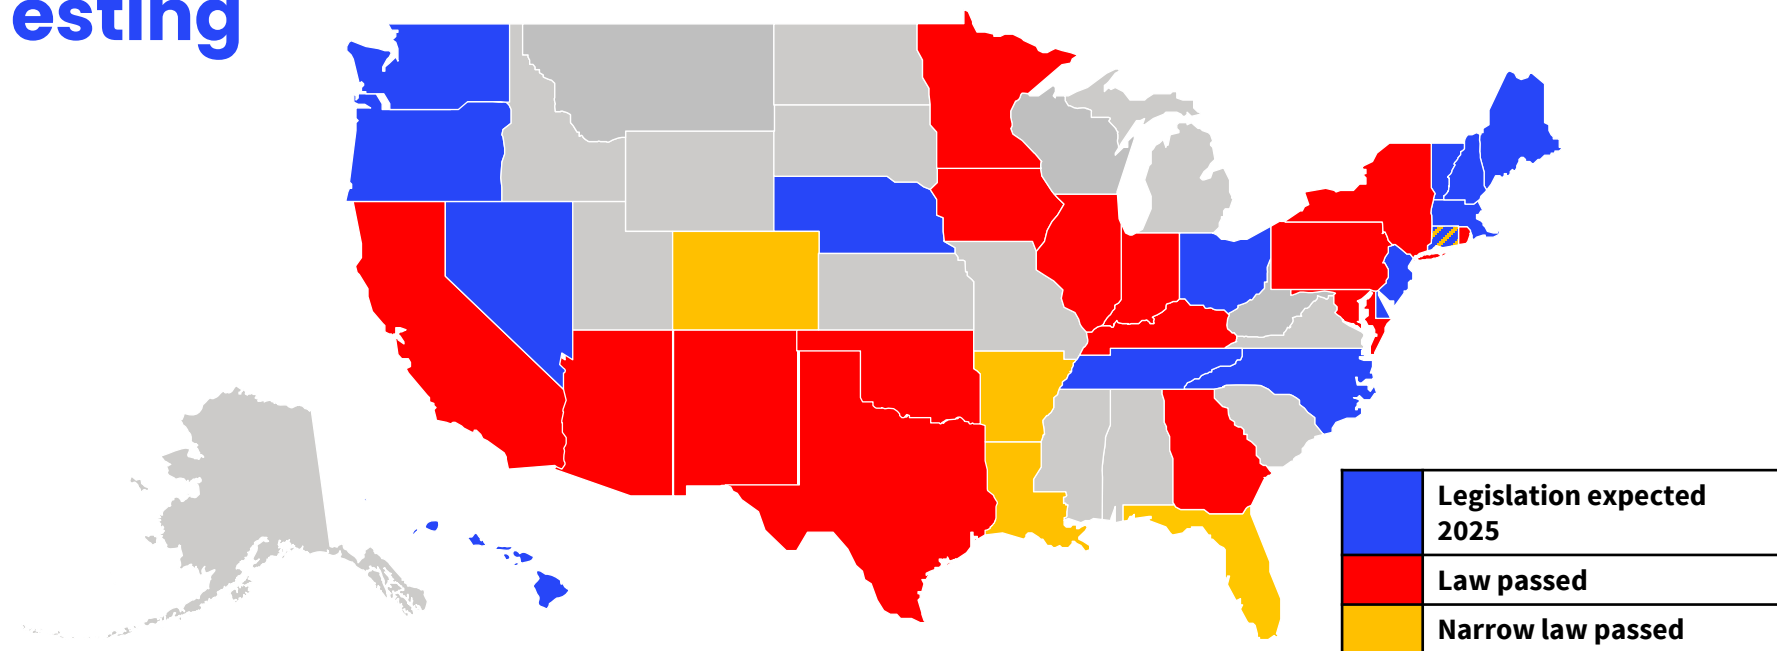 esting
Legislation expected
2025
Law passed
Narrow law passed